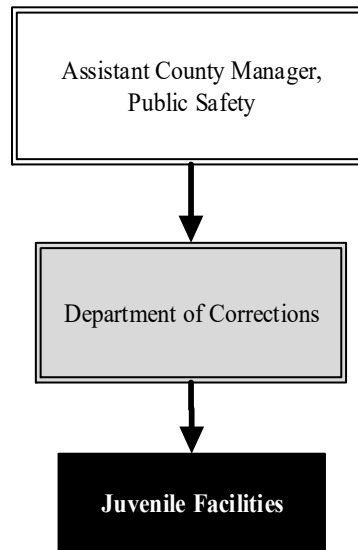 Assistant County Manager,
Public Safety
Department of Corrections
Juvenile Facilities